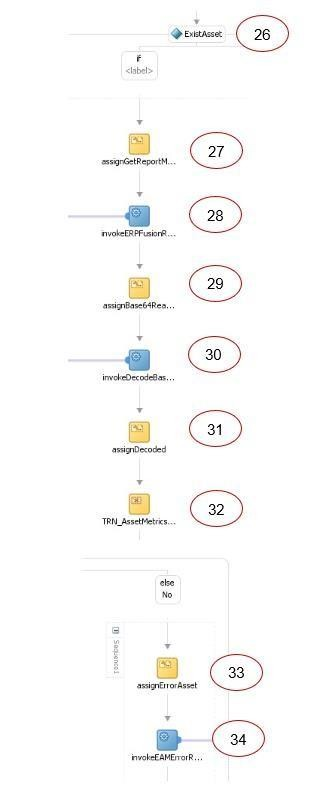 ExistAsset
26
if
<label>
27
assignGetReportM...
28
invokeERPFusionR...
29
assignBase64Rea...
30
invokeDecodeBas...
31
assignDecoded
32
TRN_AssetMetrics...
else
No
Sequence1
33
assignErrorAsset
34
invokeEAMErrorR...